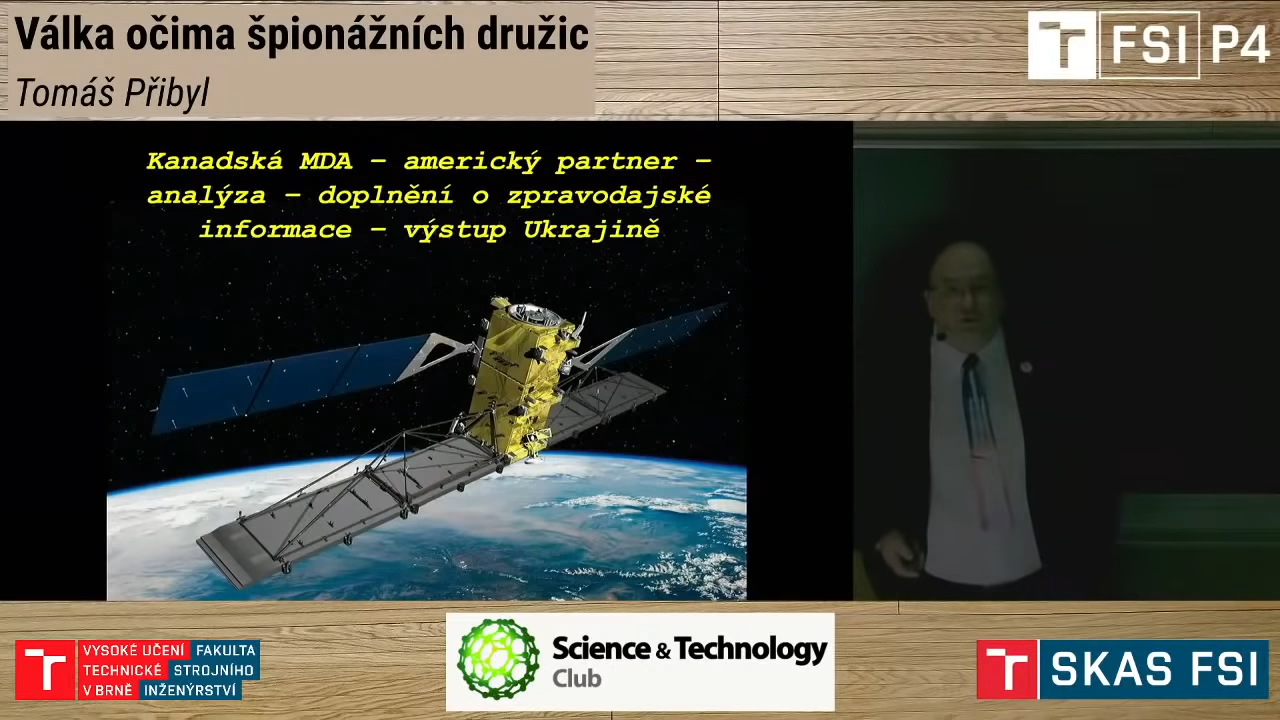 Válka očima špionážních družic
Tomáš Přibyl
FSI P4
Kanadská MDA – americký partner –
analýza – doplnění o zpravodajské
informace – výstup Ukrajině
VYSOKÉ UČENÍ FAKULTA
TECHNICKÉ STROJNÍHO
V BRNĚ INŽENÝRSTVÍ
Science & Technology
Club
SKAS FSI